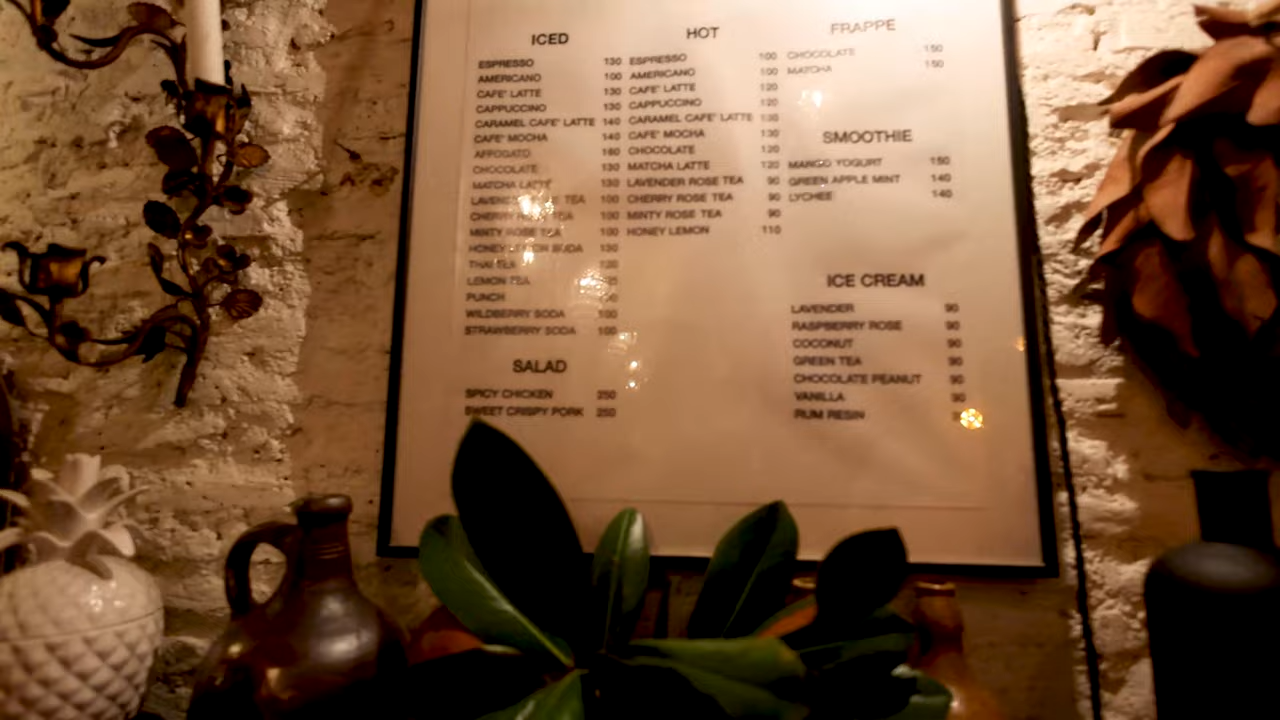 ICED
ESPRESSO 130
AMERICANO 100
CAFE' LATTE 130
CAPPUCCINO 130
CARAMEL CAFE' LATTE 140
CAFE' MOCHA 140
AFFOGATO 160
CHOCOLATE 130
MATCHA LATTE 130
LAVENDER ROSE TEA 100
CHERRY ROSE TEA 100
MINTY ROSE TEA 100
HONEY LEMON SODA 130
THAI TEA 120
LEMON TEA
PUNCH
WILDBERRY SODA 100
STRAWBERRY SODA 100
SALAD
SPICY CHICKEN 250
SWEET CRISPY PORK 250
HOT
ESPRESSO 100
AMERICANO 100
CAFE' LATTE 120
CAPPUCCINO 120
CARAMEL CAFE' LATTE 130
CAFE' MOCHA 130
CHOCOLATE 120
MATCHA LATTE 120
LAVENDER ROSE TEA 90
CHERRY ROSE TEA 90
MINTY ROSE TEA 90
HONEY LEMON 110
FRAPPE
CHOCOLATE 150
MATCHA 150
SMOOTHIE
MANGO YOGURT 150
GREEN APPLE MINT 140
LYCHEE 140
ICE CREAM
LAVENDER 90
RASPBERRY ROSE 90
COCONUT 90
GREEN TEA 90
CHOCOLATE PEANUT 90
VANILLA 90
RUM RESIN